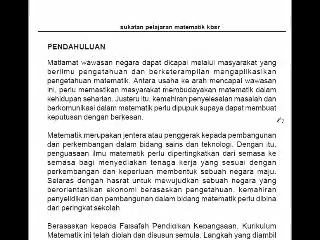 sukatan pelajaran matematik kbsr
PENDAHULUAN
Matlamat wawasan negara dapat dicapai melalui masyarakat yang
berilmu pengetahuan dan berketerampilan mengaplikasikan
pengetahuan matematik. Antara usaha ke arah mencapai wawasan
ini, perlu memastikan masyarakat membudayakan matematik dalam
kehidupan seharian. Justeru itu, kemahiran penyelesaian masalah dan
berkomunikasi dalam matematik perlu dipupuk supaya dapat membuat
keputusan dengan berkesan.
Matematik merupakan jentera atau penggerak kepada pembangunan
dan perkembangan dalam bidang sains dan teknologi. Dengan itu,
penguasaan ilmu matematik perlu dipertingkatkan dari semasa ke
semasa bagi menyediakan tenaga kerja yang sesuai dengan
perkembangan dan keperluan membentuk sebuah negara maju.
Selaras dengan hasrat untuk mewujudkan sebuah negara yang
berorientasikan ekonomi berasaskan pengetahuan, kemahiran
penyelidikan dan pembangunan dalam bidang matematik perlu dibina
dari peringkat sekolah
Berasaskan kepada Falsafah Pendidikan Kebangsaan, Kurikulum
Matematik ini telah diolah dan disusun semula. Langkah yang diambil